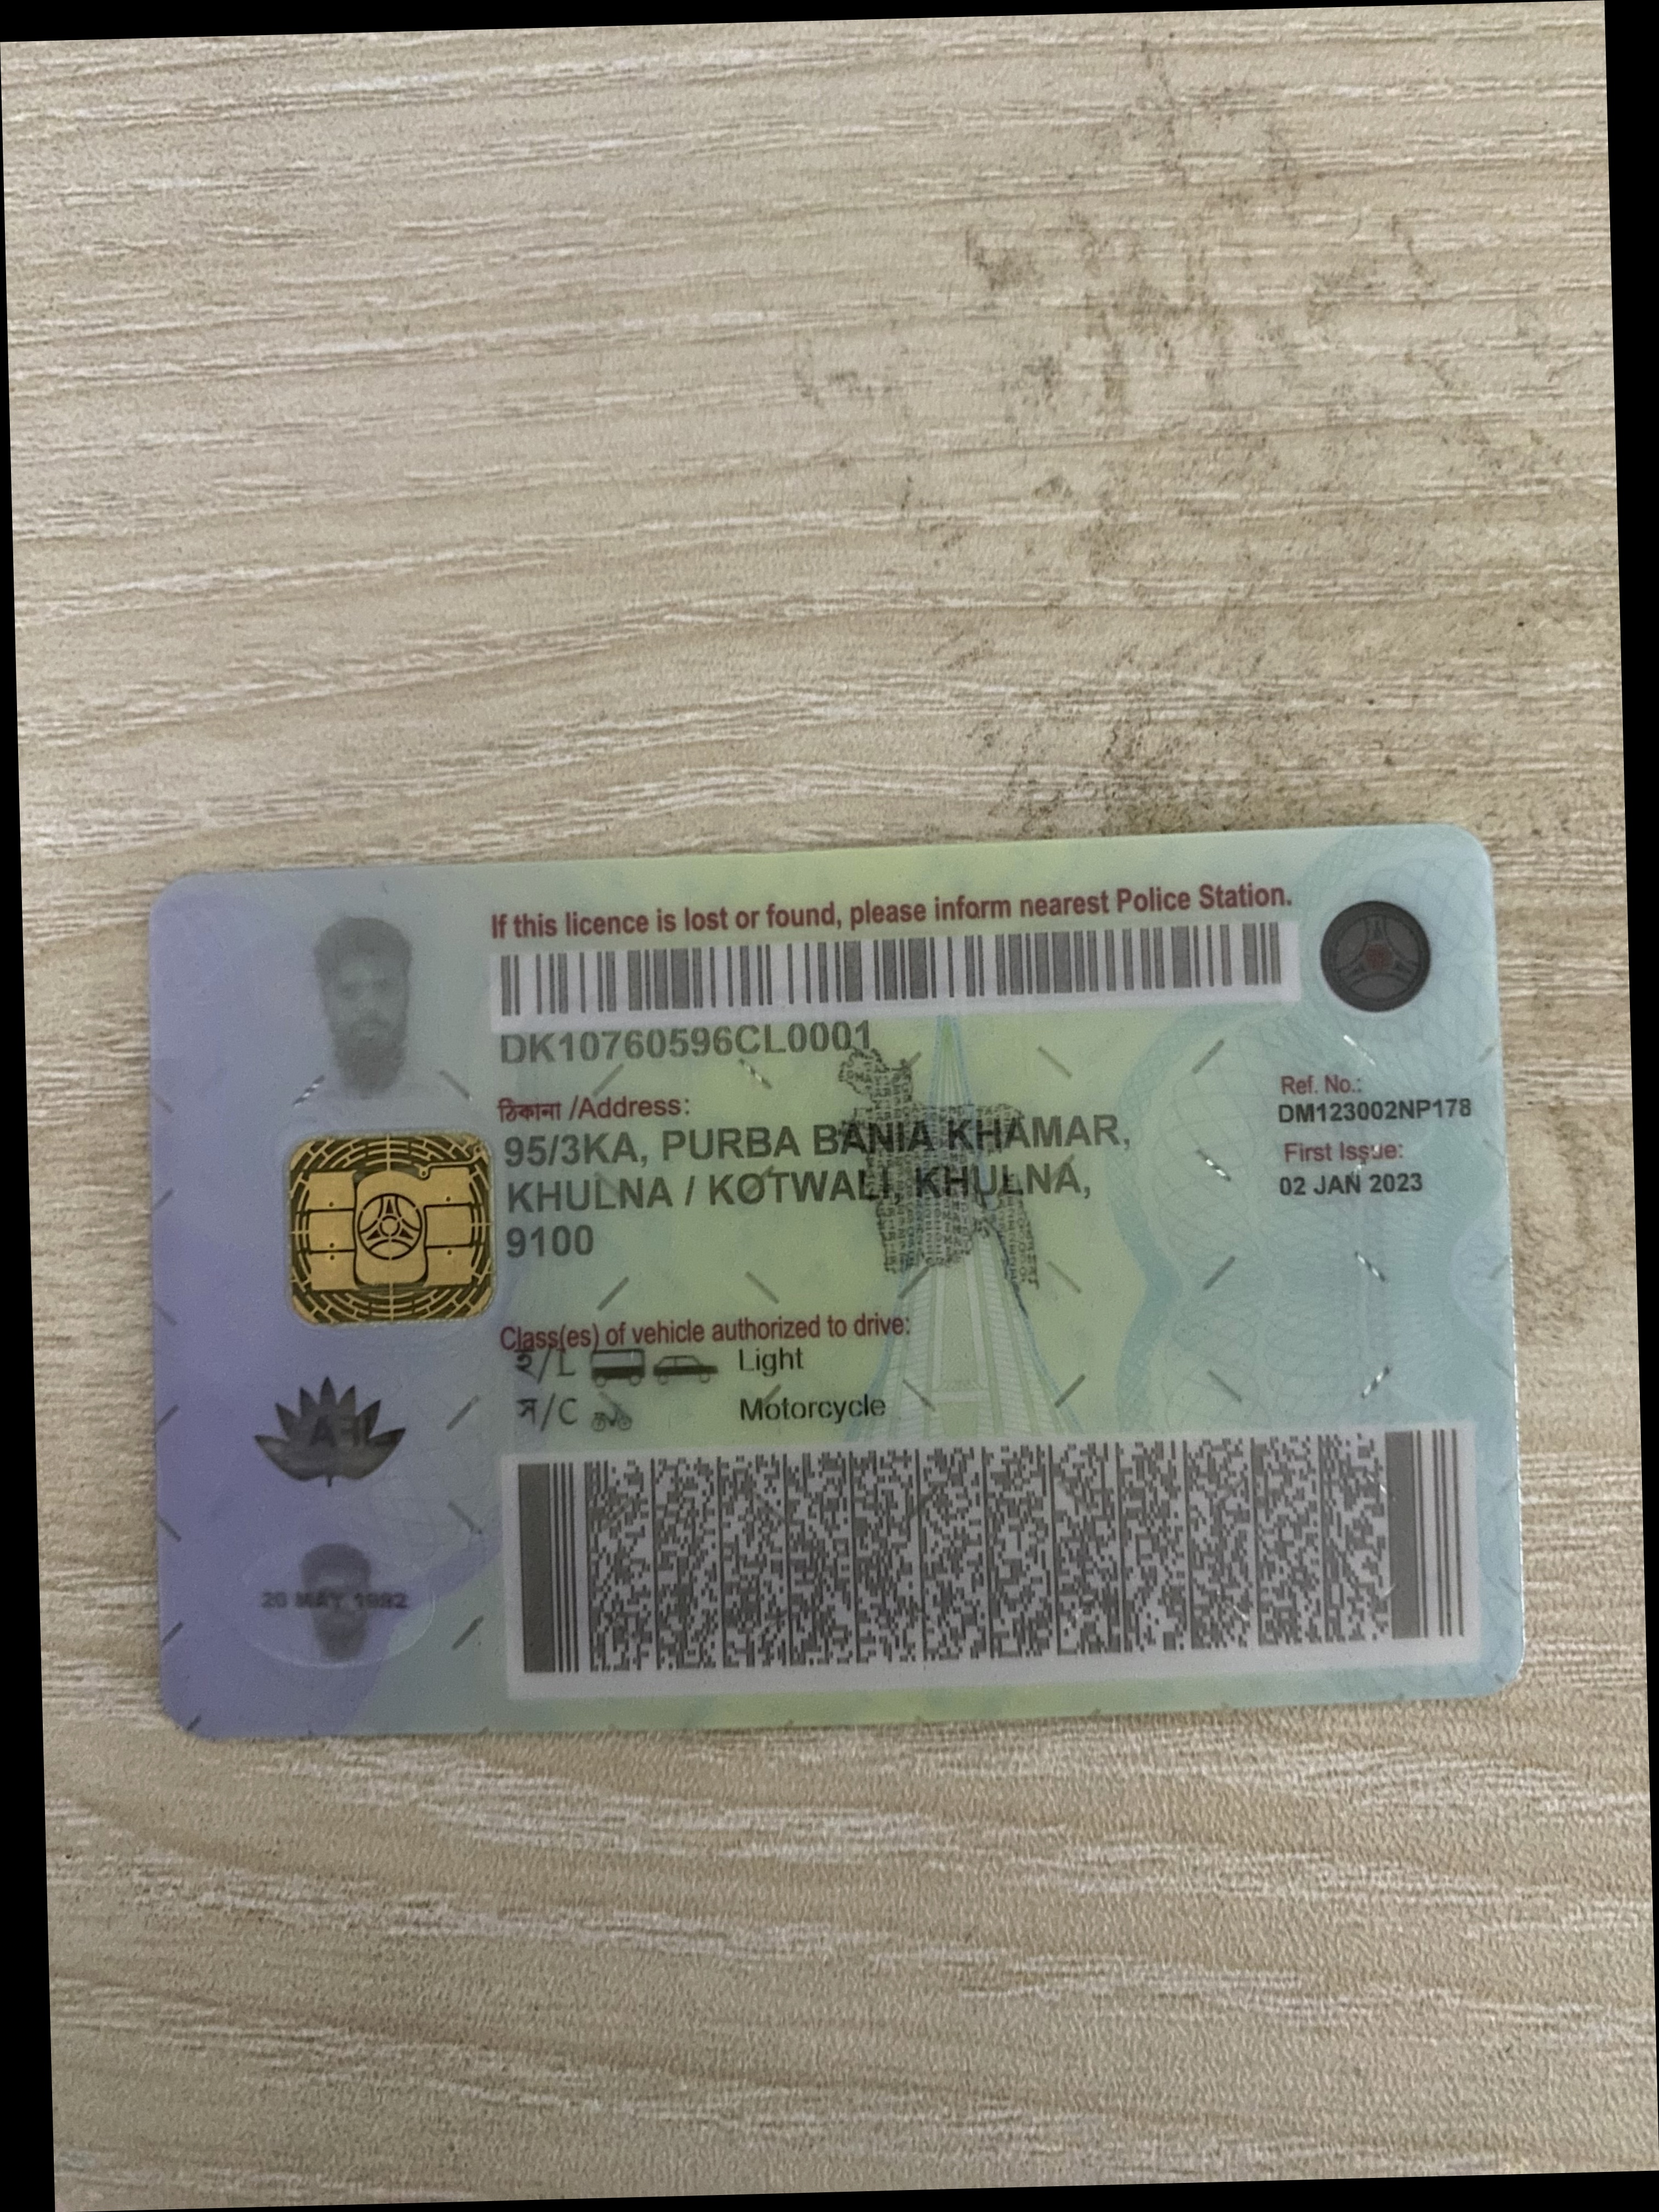 If this licence is lost or found, please inform nearest Police Station.
DK10760596CL0001
ঠিকানা /Address:
95/3KA, PURBA BANIA KHAMAR,
KHULNA / KOTWALI, KHULNA,
9100
Ref. No.:
DM123002NP178
First Issue:
02 JAN 2023
Class(es) of vehicle authorized to drive:
হ/L Light
ম/C Motorcycle
20 MAY 1982